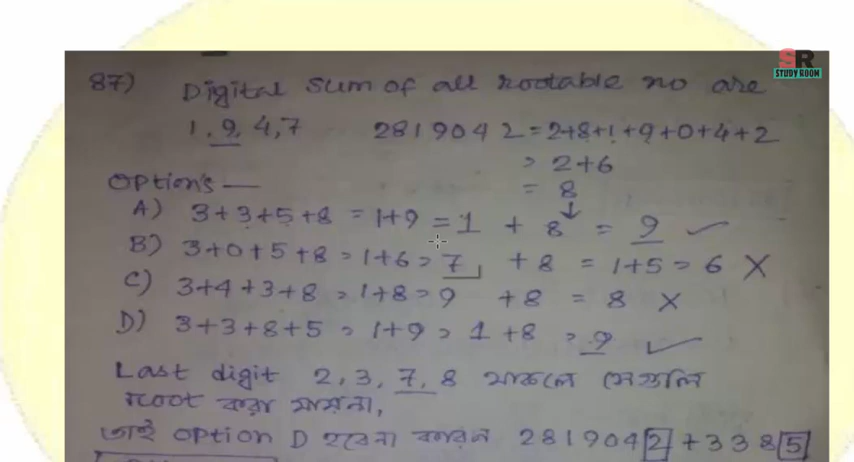 SR
STUDY ROOM
87) Digital sum of all rootable no are
1, 9, 4, 7 2819042 = 2+8+1+9+0+4+2
> 2+6
Option's — = 8
A) 3+3+5+8 = 1+9 = 1 + 8 = 9 ✓
B) 3+0+5+8 > 1+6 > 7 + 8 = 1+5 > 6 X
C) 3+4+3+8 > 1+8 > 9 + 8 = 8 X
D) 3+3+8+5 > 1+9 > 1 + 8 > 9 ✓
Last digit 2, 3, 7, 8 থাকলে সেগুলি
root করা যায়না,
তাই option D হবেনা কারন 2819042 + 3385